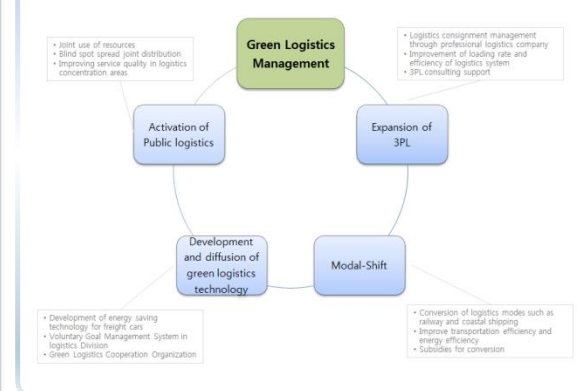 Green Logistics
Management
• Joint use of resources
• Blind spot spread joint distribution
• Improving service quality in logistics
concentration areas
• Logistics consignment management
through professional logistics company
• Improvement of loading rate and
efficiency of logistics system
• 3PL consulting support
Activation of
Public logistics
Expansion of
3PL
Development
and diffusion of
green logistics
technology
Modal-Shift
• Development of energy saving
technology for freight cars
• Voluntary Goal Management System in
logistics Division
• Green Logistics Cooperation Organization
• Conversion of logistics modes such as
railway and coastal shipping
• Improve transportation efficiency and
energy efficiency
• Subsidies for conversion